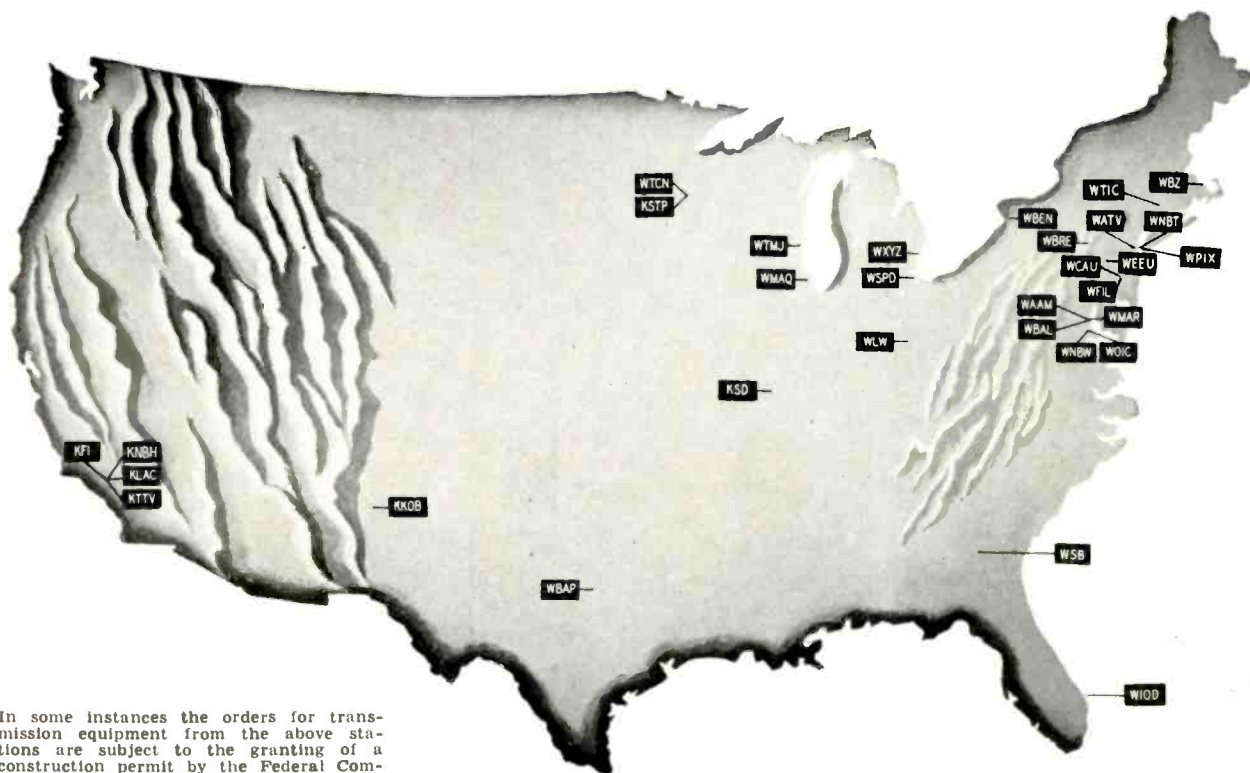 WTCN
KSTP
WTIC
WBZ
WBEN
WATV
WNBT
WTMJ
WXYZ
WBRE
WPIX
WCAU
WEEU
WMAQ
WSPD
WFIL
WAAM
WMAR
WBAL
WLW
WNBW
WOIC
KSD
KFI
KNBH
KLAC
KTTV
KKOB
WSB
WBAP
WIOD
In some instances the orders for trans-
mission equipment from the above sta-
tions are subject to the granting of a
construction permit by the Federal Com-